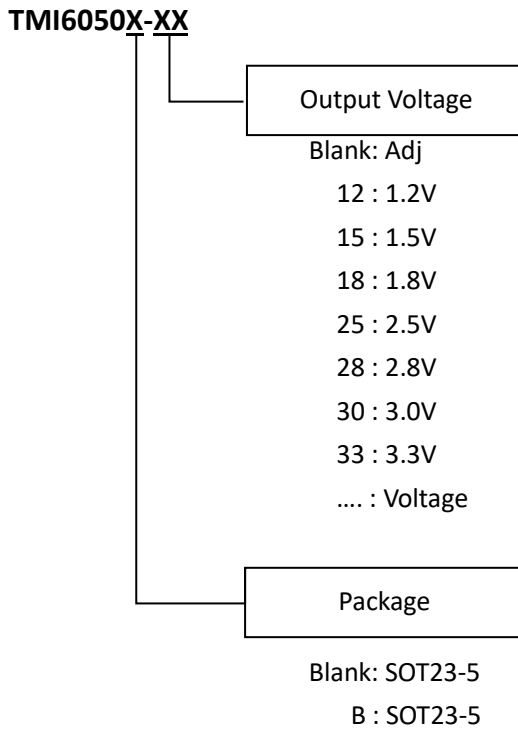 TMI6050X-XX
Output Voltage
Blank: Adj
12 : 1.2V
15 : 1.5V
18 : 1.8V
25 : 2.5V
28 : 2.8V
30 : 3.0V
33 : 3.3V
.... : Voltage
Package
Blank: SOT23-5
B : SOT23-5